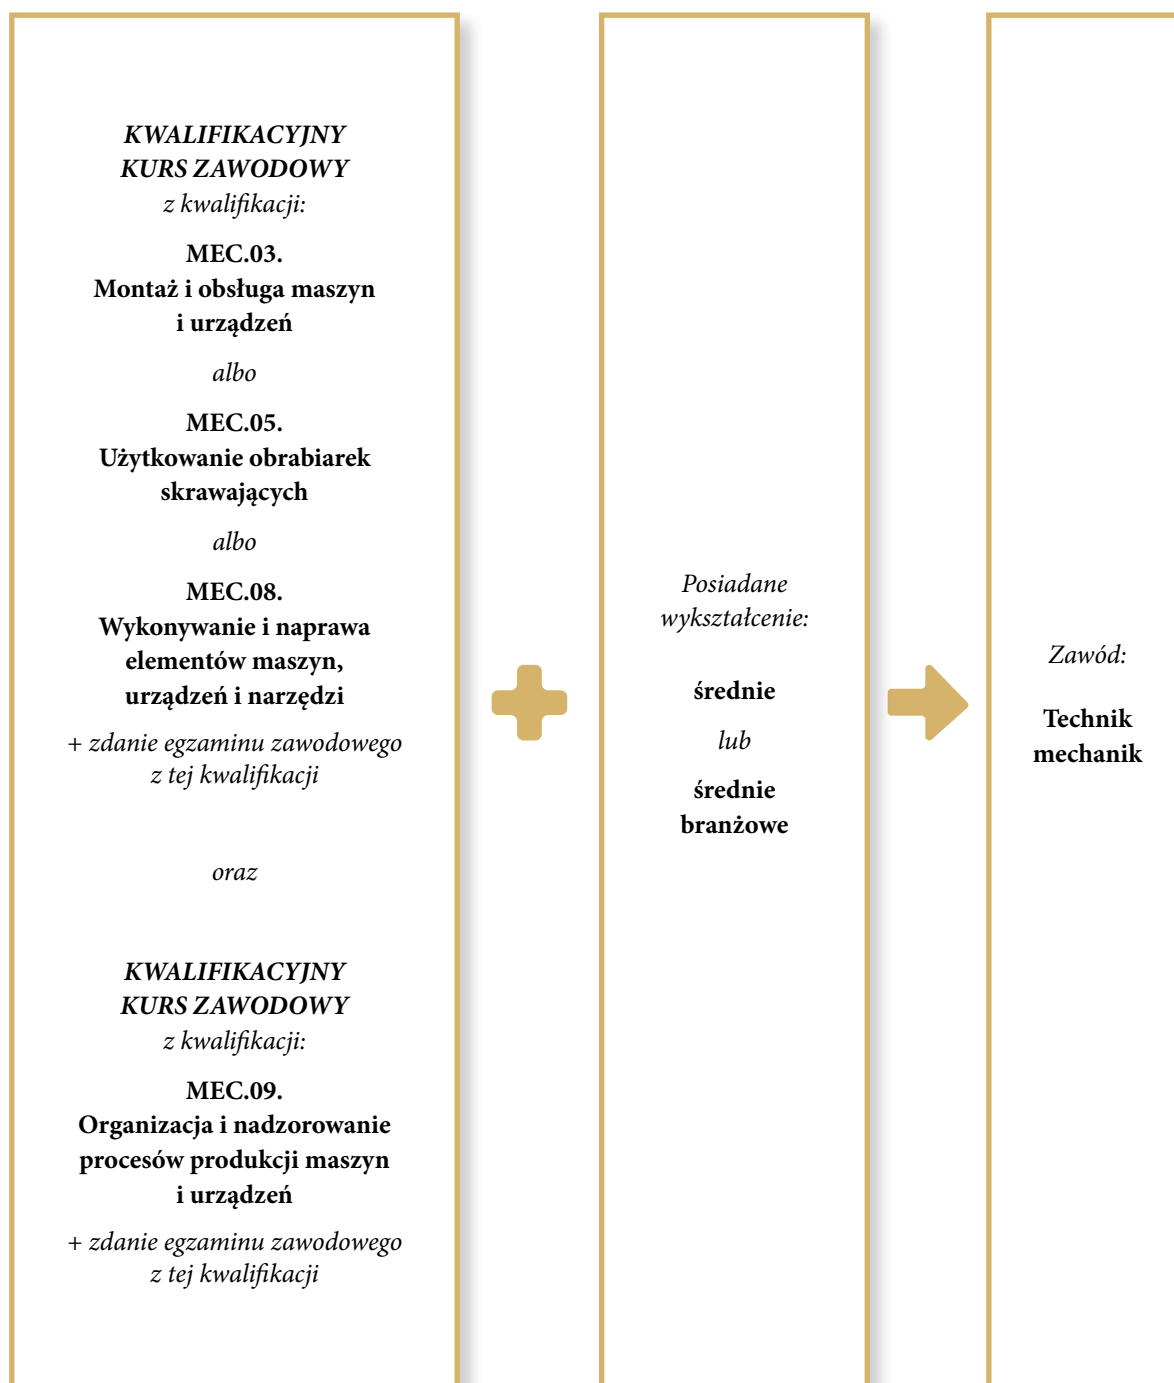 KWALIFIKACYJNY
KURS ZAWODOWY
z kwalifikacji:
MEC.03.
Montaż i obsługa maszyn
i urządzeń
albo
MEC.05.
Użytkowanie obrabiarek
skrawających
albo
MEC.08.
Wykonywanie i naprawa
elementów maszyn,
urządzeń i narzędzi
+ zdanie egzaminu zawodowego
z tej kwalifikacji
oraz
KWALIFIKACYJNY
KURS ZAWODOWY
z kwalifikacji:
MEC.09.
Organizacja i nadzorowanie
procesów produkcji maszyn
i urządzeń
+ zdanie egzaminu zawodowego
z tej kwalifikacji
Posiadane
wykształcenie:
średnie
lub
średnie
branżowe
Zawód:
Technik
mechanik